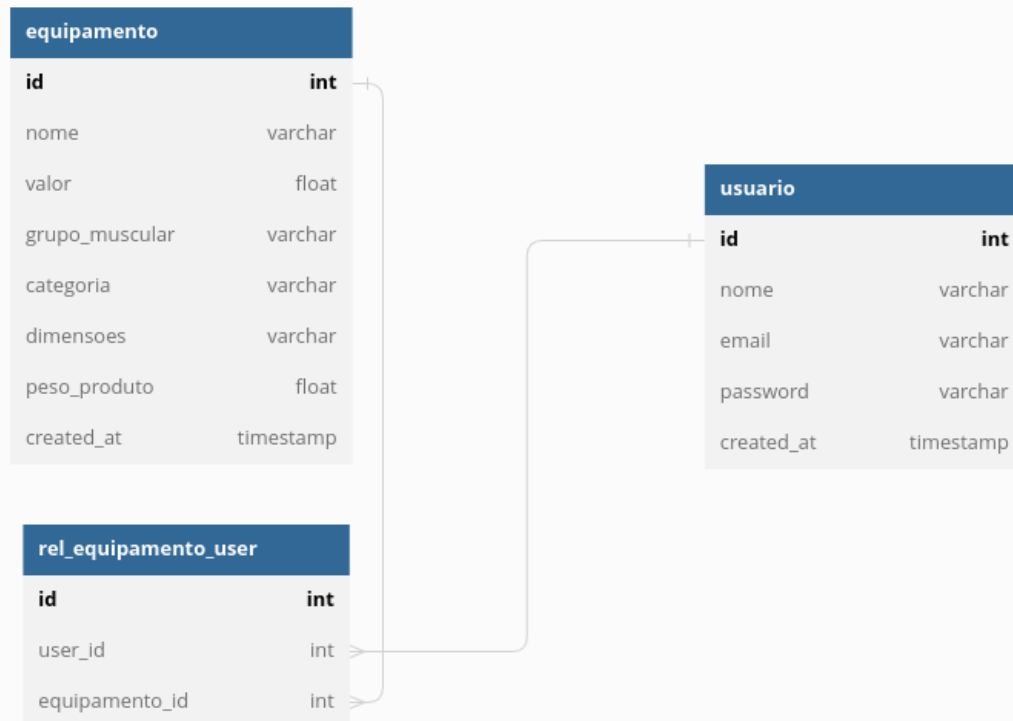 equipamento
id int
nome varchar
valor float
grupo_muscular varchar
categoria varchar
dimensoes varchar
peso_produto float
created_at timestamp
usuario
id int
nome varchar
email varchar
password varchar
created_at timestamp
rel_equipamento_user
id int
user_id int
equipamento_id int